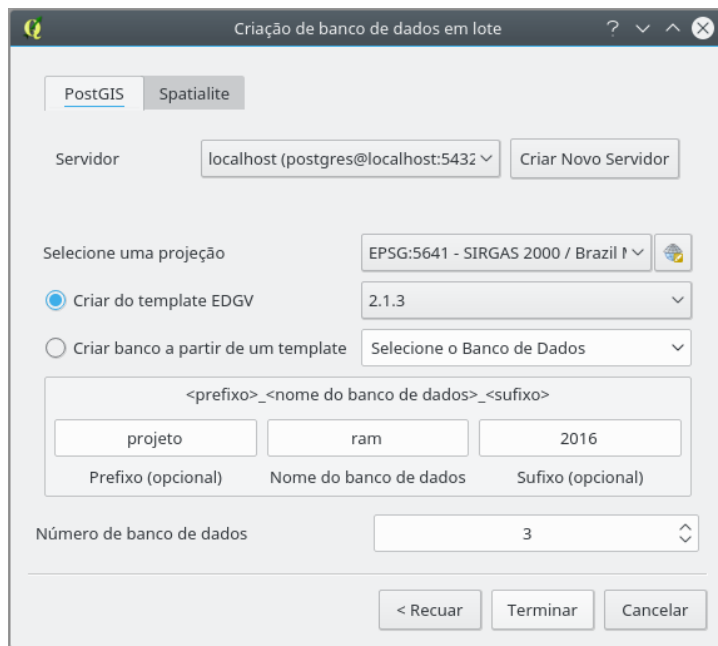 Criação de banco de dados em lote
PostGIS Spatialite
Servidor localhost (postgres@localhost:5432 Criar Novo Servidor
Selecione uma projeção EPSG:5641 - SIRGAS 2000 / Brazil M
Criar do template EDGV 2.1.3
Criar banco a partir de um template Selecione o Banco de Dados
<prefixo>_<nome do banco de dados>_<sufixo>
projeto ram 2016
Prefixo (opcional) Nome do banco de dados Sufixo (opcional)
Número de banco de dados 3
< Recuar Terminar Cancelar